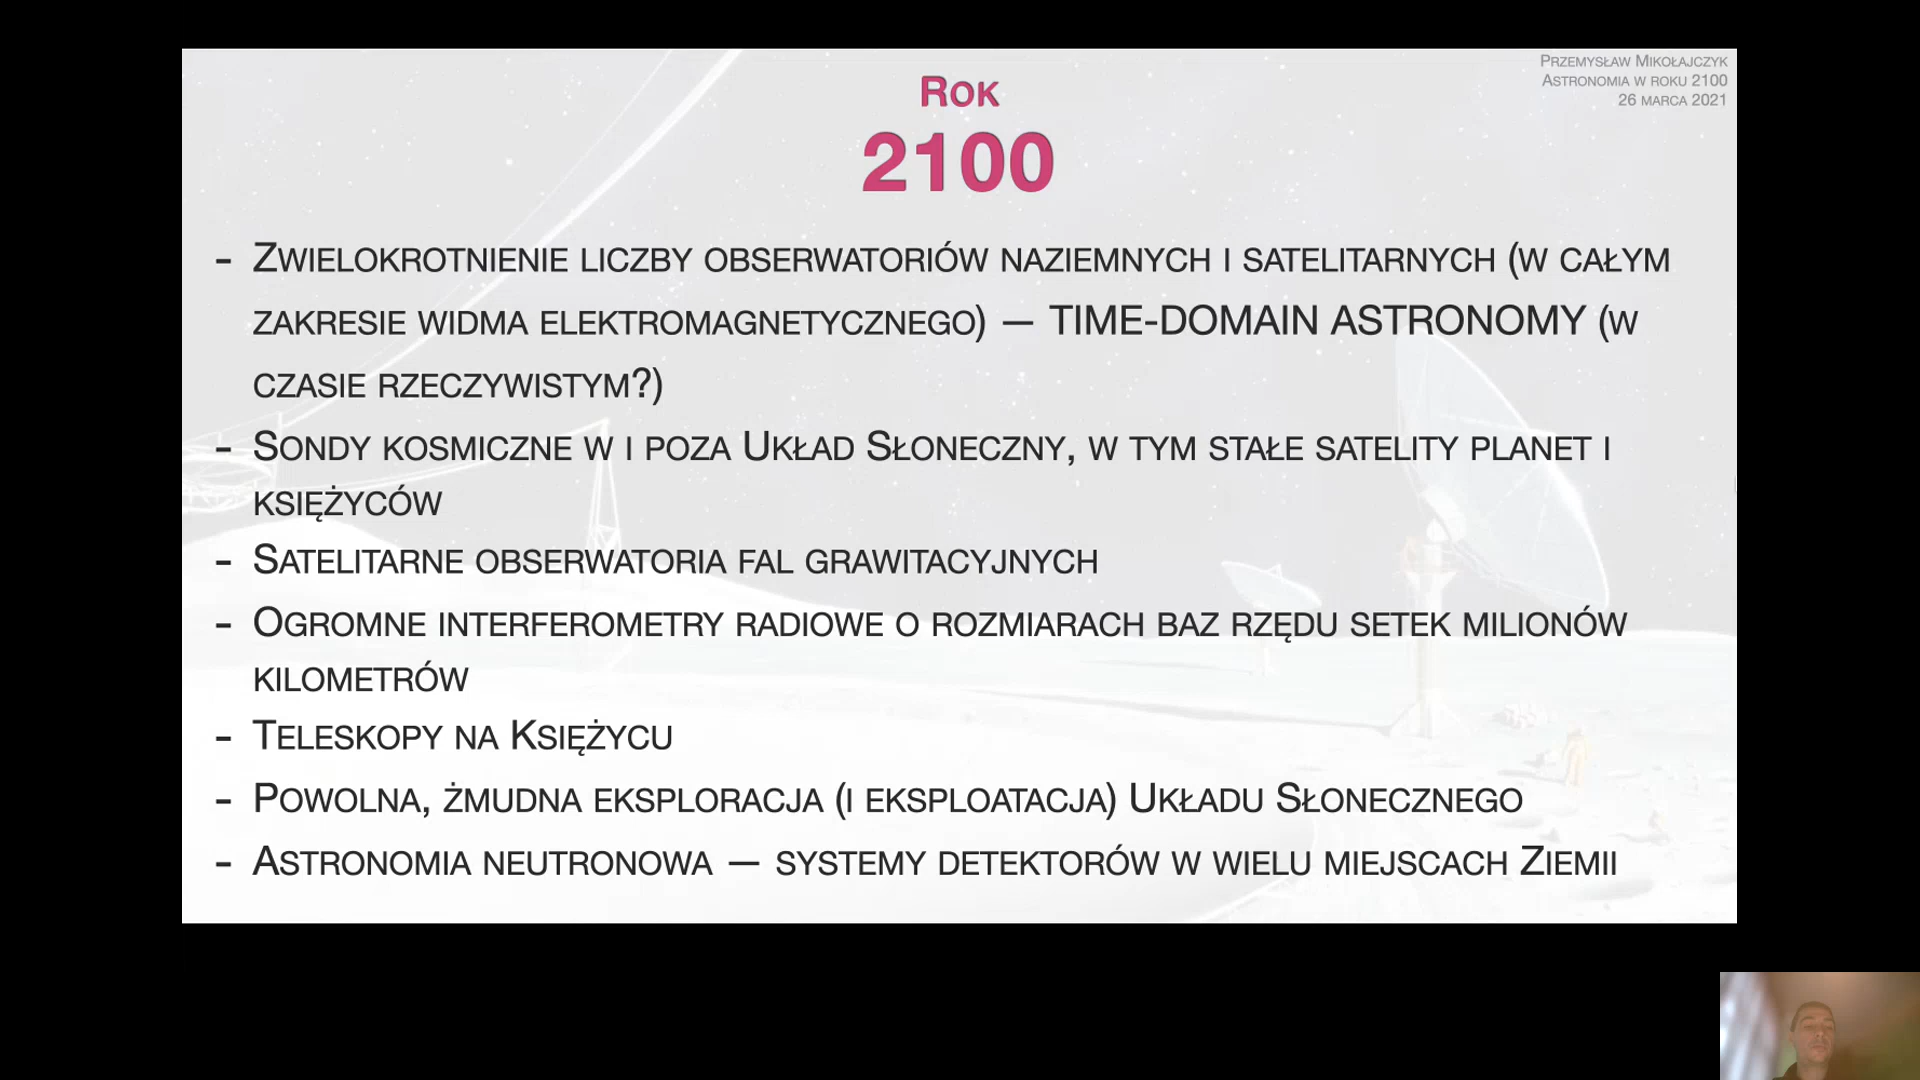 Przemysław Mikołajczyk
Astronomia w roku 2100
26 marca 2021
Rok
2100
- Zwielokrotnienie liczby obserwatoriów naziemnych i satelitarnych (w całym
zakresie widma elektromagnetycznego) — TIME-DOMAIN ASTRONOMY (w
czasie rzeczywistym?)
- Sondy kosmiczne w i poza Układ Słoneczny, w tym stałe satelity planet i
księżyców
- Satelitarne obserwatoria fal grawitacyjnych
- Ogromne interferometry radiowe o rozmiarach baz rzędu setek milionów
kilometrów
- Teleskopy na Księżycu
- Powolna, żmudna eksploracja (i eksploatacja) Układu Słonecznego
- Astronomia neutronowa — systemy detektorów w wielu miejscach Ziemii